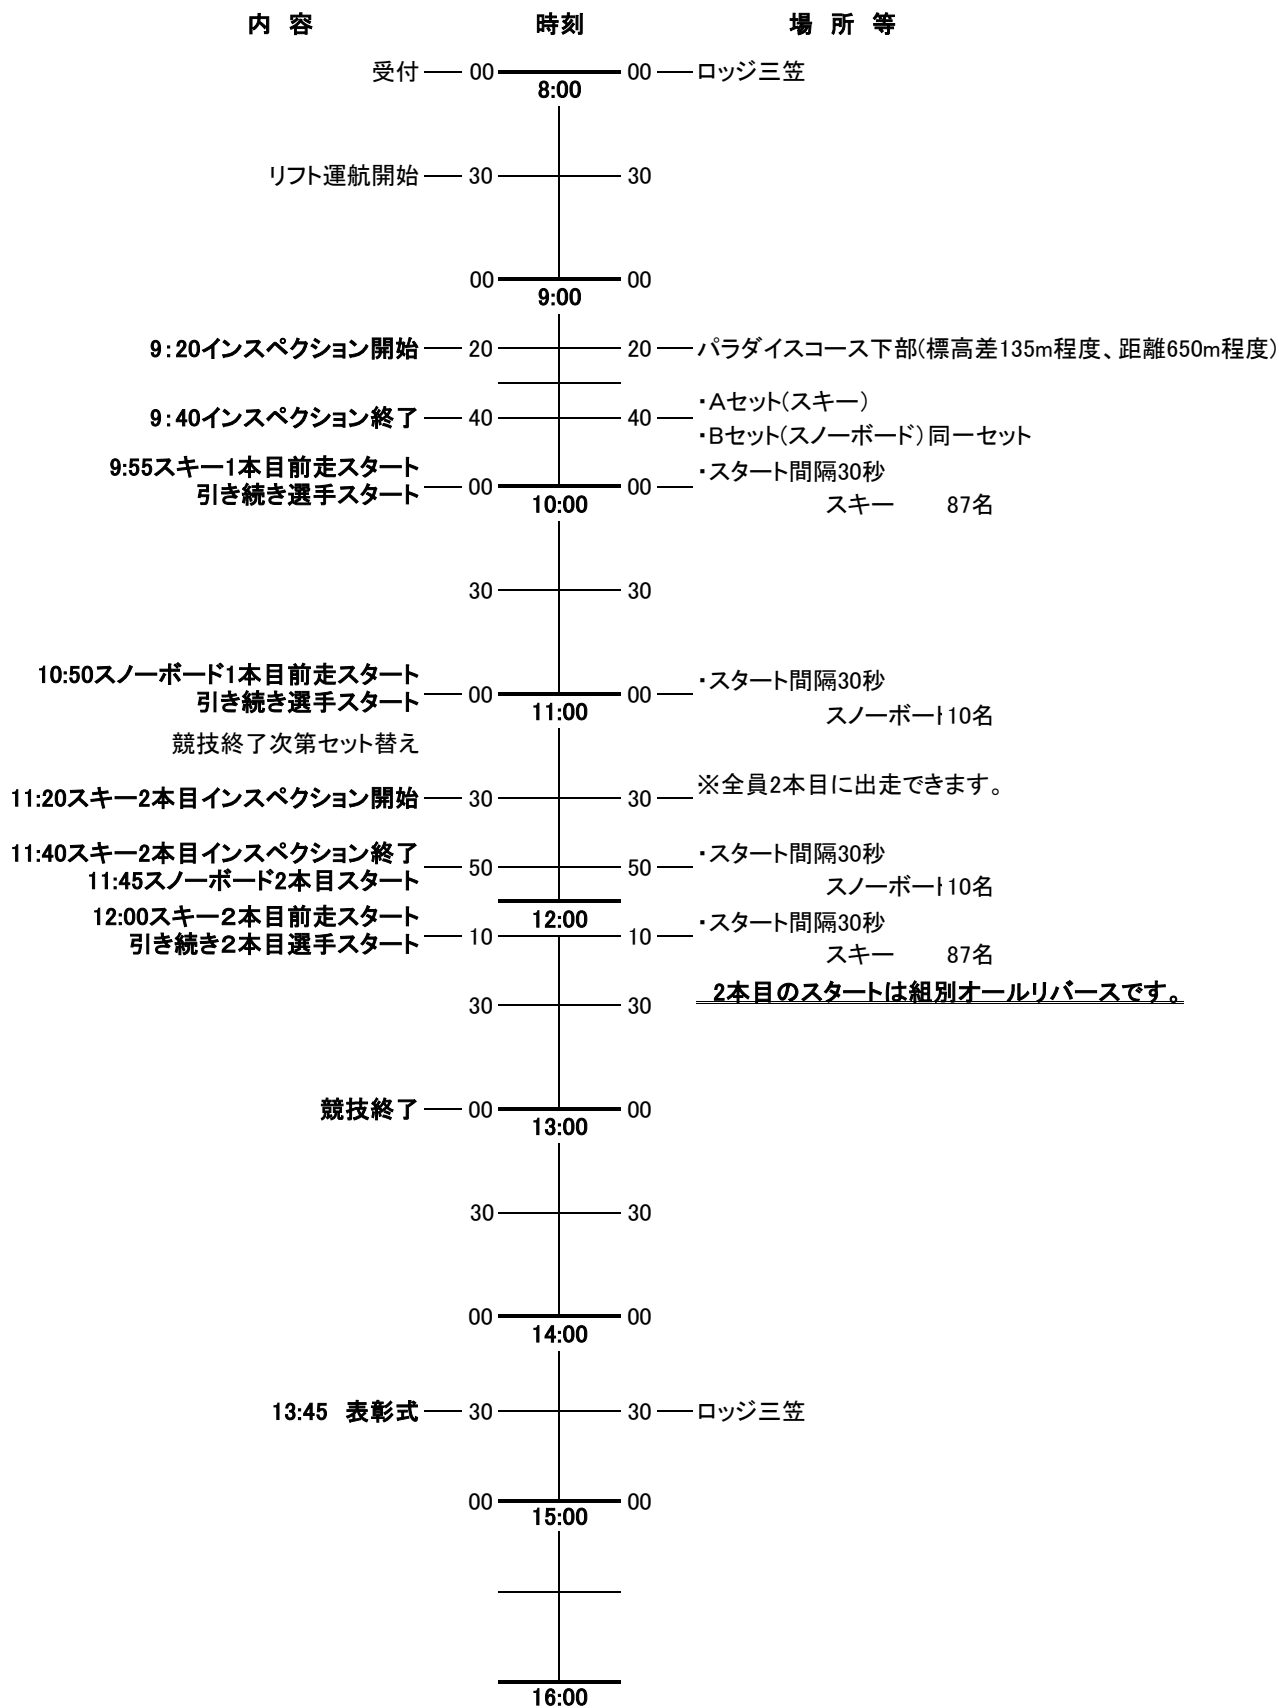 内 容 時刻 場 所 等
受付 00 00 ロッジ三笠
8:00
リフト運航開始 30 30
00 00
9:00
9:20インスペクション開始 20 20 パラダイスコース下部(標高差135m程度、距離650m程度)
・Aセット(スキー)
9:40インスペクション終了 40 40
・Bセット(スノーボード)同一セット
9:55スキー1本目前走スタート ・スタート間隔30秒
引き続き選手スタート 00 00
10:00 スキー 87名
30 30
10:50スノーボード1本目前走スタート ・スタート間隔30秒
引き続き選手スタート 00 00
11:00 スノーボード10名
競技終了次第セット替え
※全員2本目に出走できます。
11:20スキー2本目インスペクション開始 30 30
11:40スキー2本目インスペクション終了 ・スタート間隔30秒
50 50
11:45スノーボード2本目スタート スノーボード10名
12:00スキー2本目前走スタート 12:00 ・スタート間隔30秒
引き続き2本目選手スタート 10 10
スキー 87名
2本目のスタートは組別オールリバースです。
30 30
競技終了 00 00
13:00
30 30
00 00
14:00
13:45 表彰式 30 30 ロッジ三笠
00 00
15:00
16:00